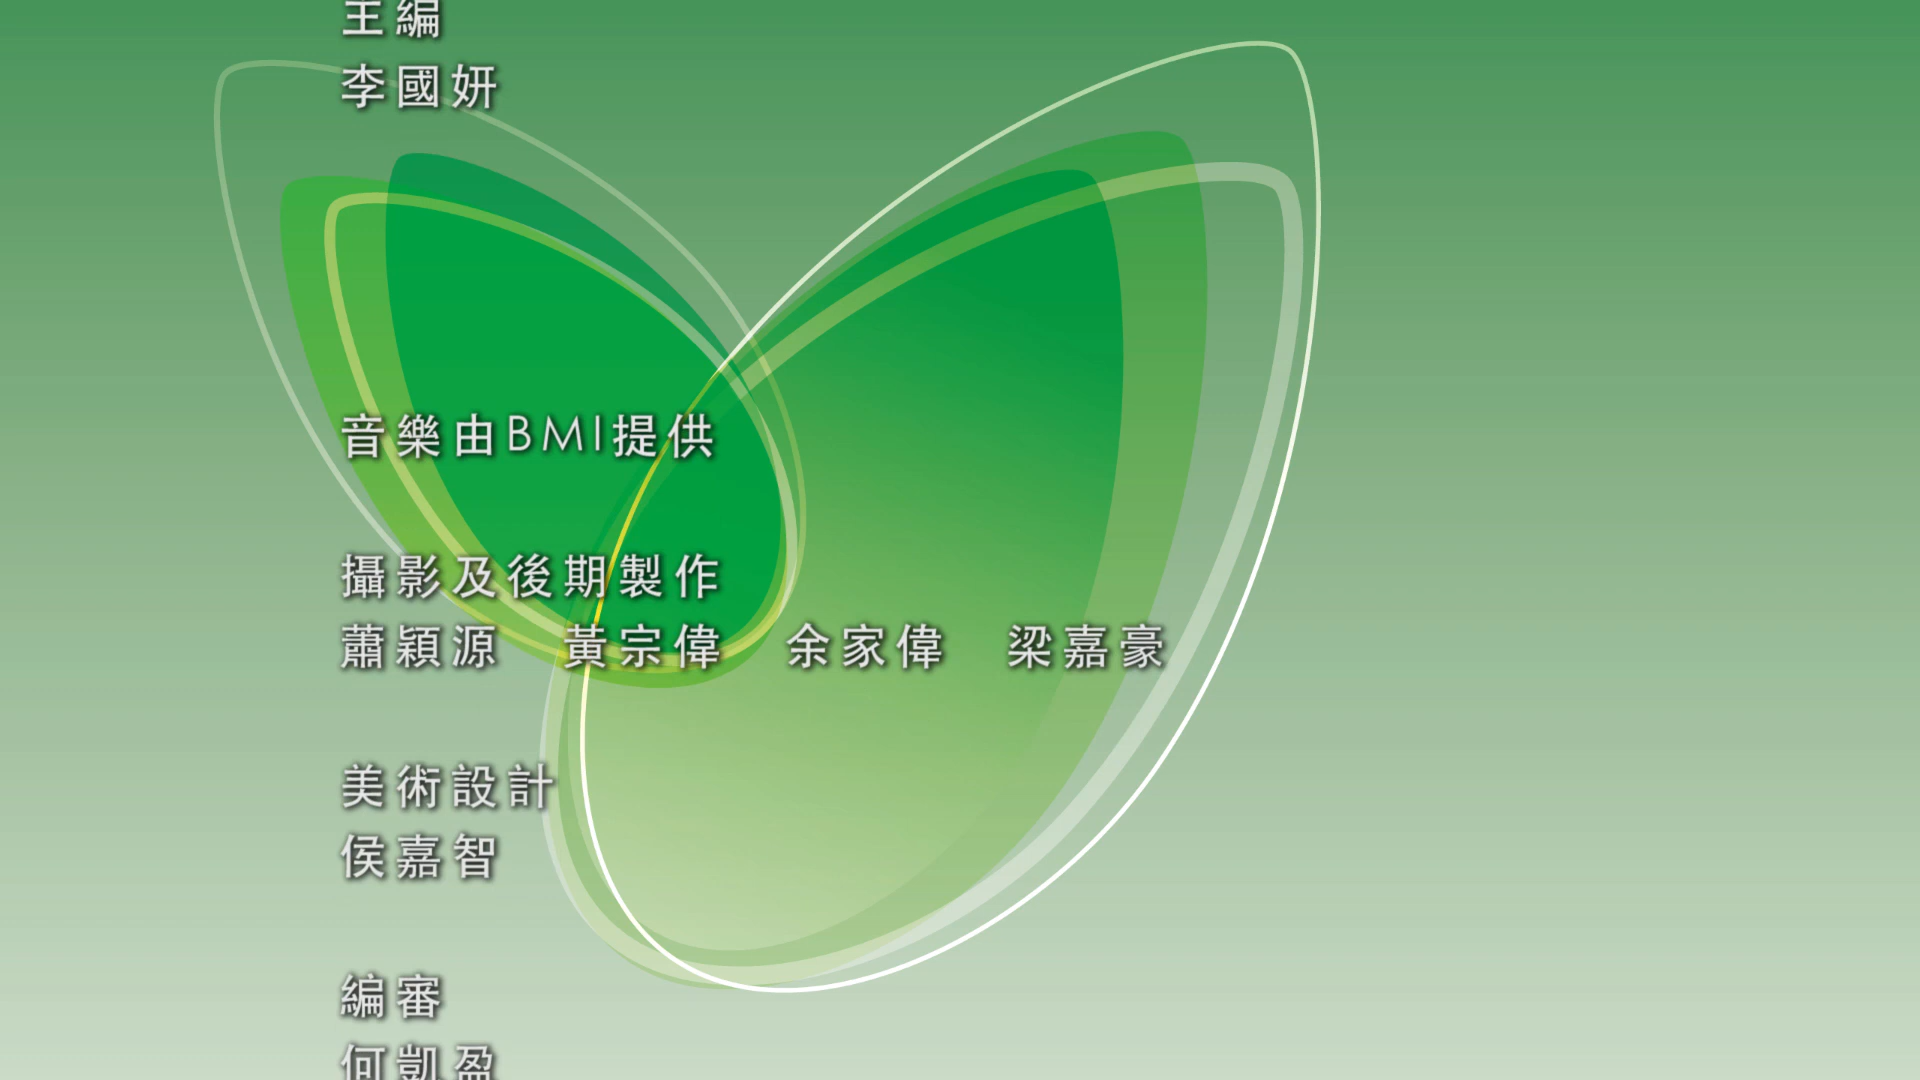 主編
李國妍
音樂由BMI提供
攝影及後期製作
蕭穎源 黃宗偉 余家偉 梁嘉豪
美術設計
侯嘉智
編審
何凱盈